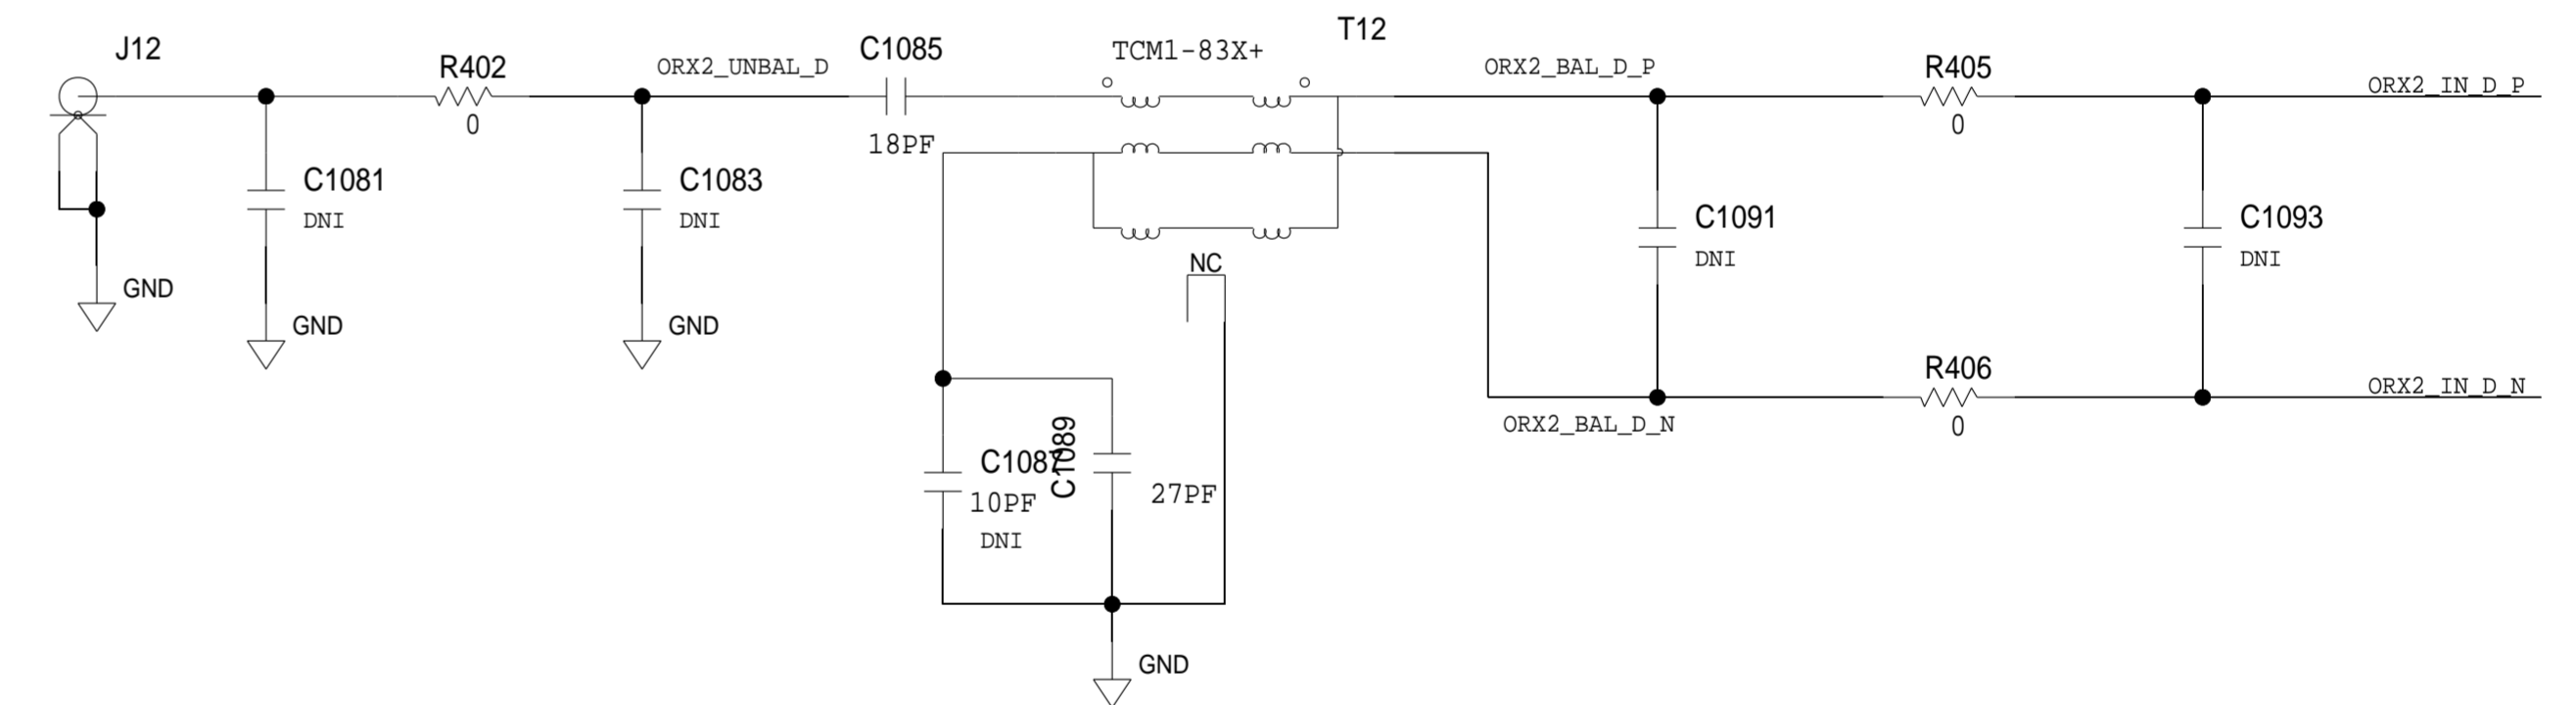 J12
R402
0
ORX2_UNBAL_D
C1085
18PF
TCM1-83X+
T12
ORX2_BAL_D_P
R405
0
ORX2_IN_D_P
C1081
DNI
C1083
DNI
C1091
DNI
C1093
DNI
NC
GND
GND
GND
R406
0
ORX2_IN_D_N
ORX2_BAL_D_N
C1087
10PF
DNI
C1089
27PF
GND